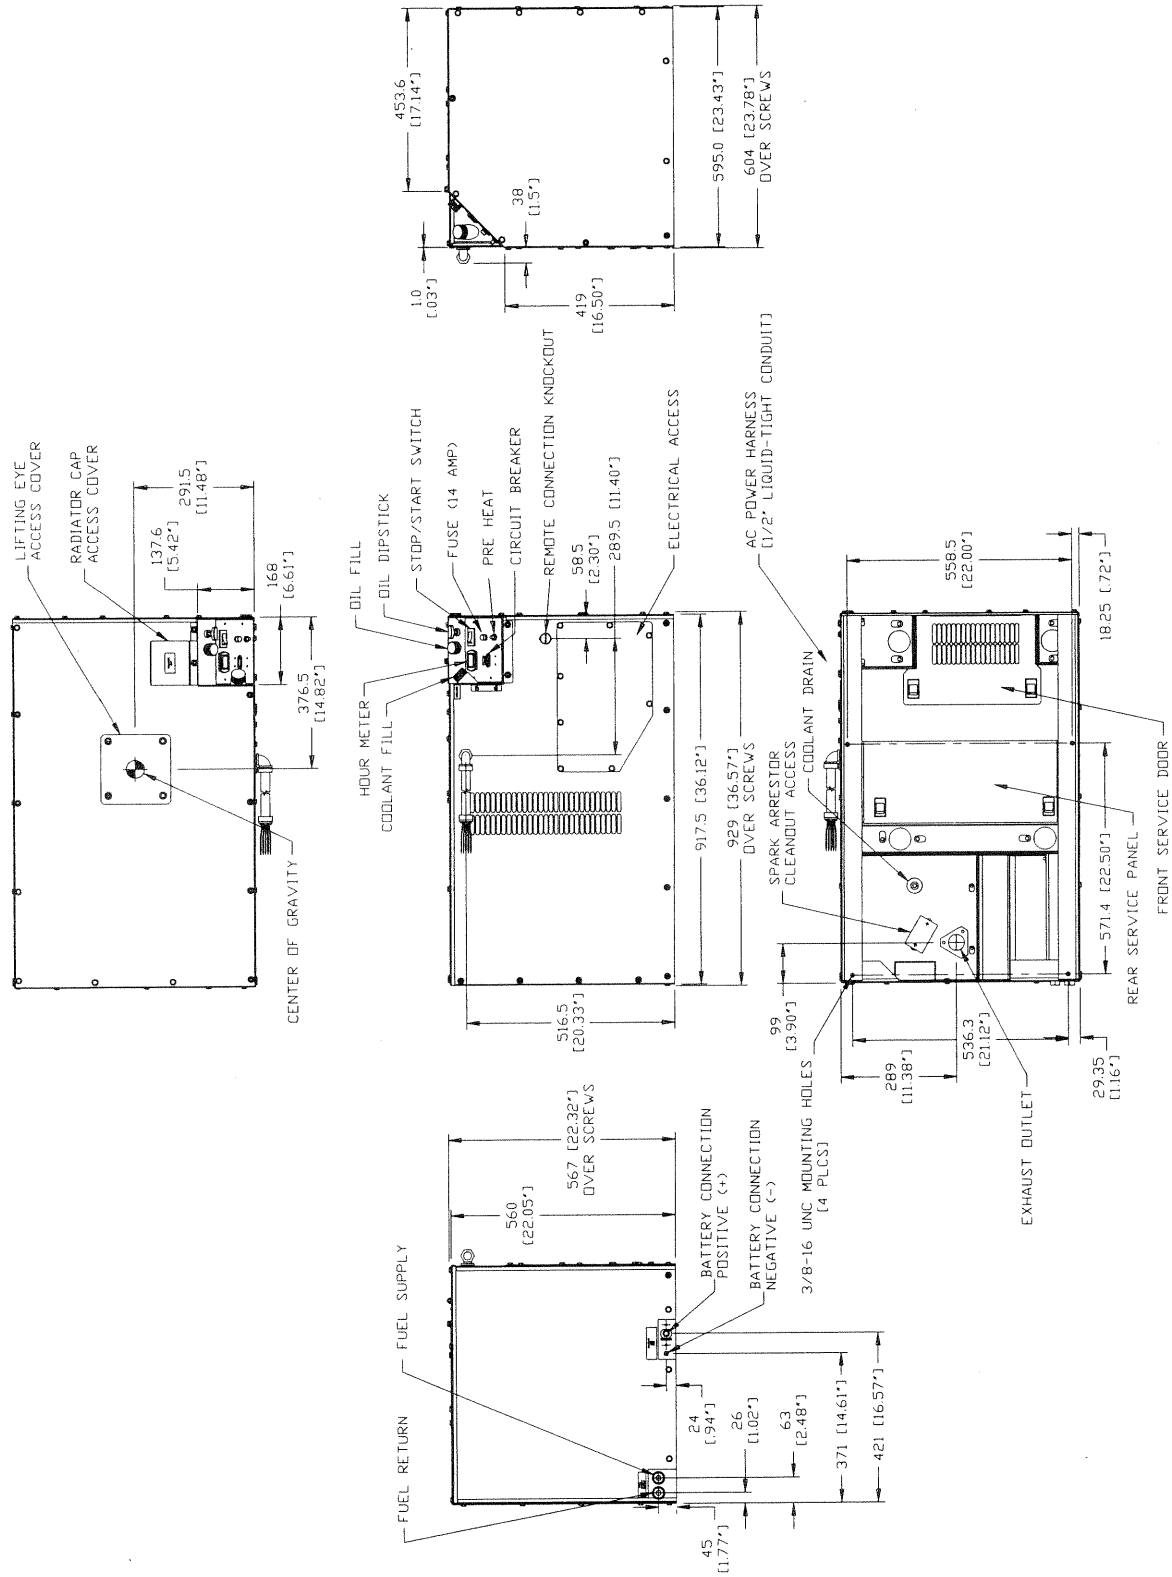 LIFTING EYE
ACCESS COVER
RADIATOR CAP
ACCESS COVER
291.5
[11.48"]
137.6
[5.42"]
168
[6.61"]
376.5
[14.82"]
CENTER OF GRAVITY
453.6
[17.14"]
38
[1.5"]
1.0
[.03"]
419
[16.50"]
595.0 [23.43"]
604 [23.78"]
OVER SCREWS
HOUR METER
COOLANT FILL
OIL FILL
OIL DIPSTICK
STOP/START SWITCH
FUSE (14 AMP)
PRE HEAT
CIRCUIT BREAKER
REMOTE CONNECTION KNOCKOUT
58.5
[2.30"]
289.5 [11.40"]
ELECTRICAL ACCESS
917.5 [36.12"]
929 [36.57"]
OVER SCREWS
516.5
[20.33"]
FUEL RETURN
FUEL SUPPLY
560
[22.05"]
567 [22.32"]
OVER SCREWS
BATTERY CONNECTION
POSITIVE (+)
BATTERY CONNECTION
NEGATIVE (-)
45
[1.77"]
24
[.94"]
26
[1.02"]
63
[2.48"]
371 [14.61"]
421 [16.57"]
AC POWER HARNESS
[1/2" LIQUID-TIGHT CONDUIT]
SPARK ARRESTOR
CLEANOUT ACCESS
COOLANT DRAIN
99
[3.90"]
3/8-16 UNC MOUNTING HOLES
[4 PLCS]
289
[11.38"]
536.3
[21.12"]
29.35
[1.16"]
EXHAUST OUTLET
571.4 [22.50"]
REAR SERVICE PANEL
FRONT SERVICE DOOR
558.5
[22.00"]
18.25 [.72"]